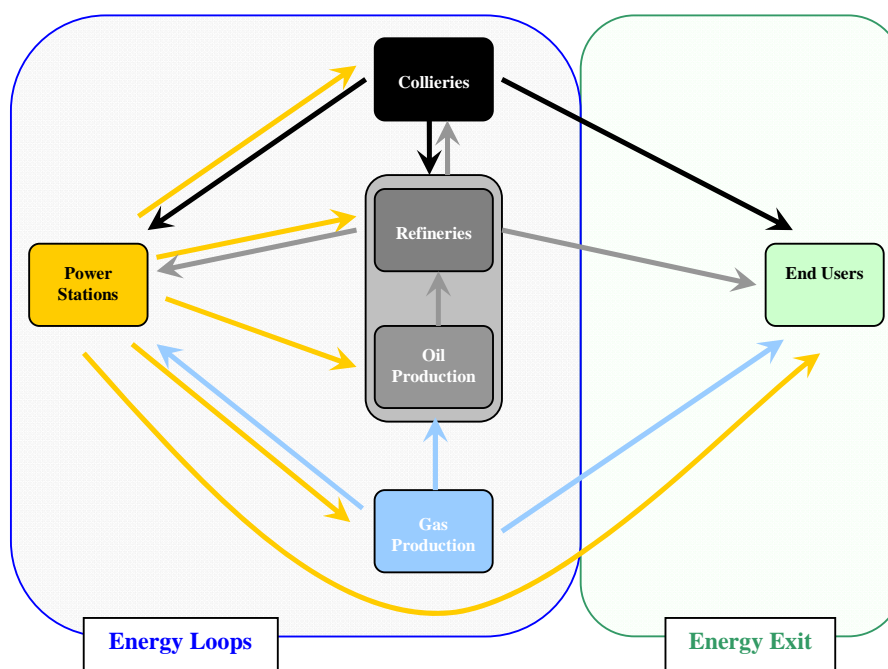 Collieries
Refineries
Power
Stations
End Users
Oil
Production
Gas
Production
Energy Loops
Energy Exit